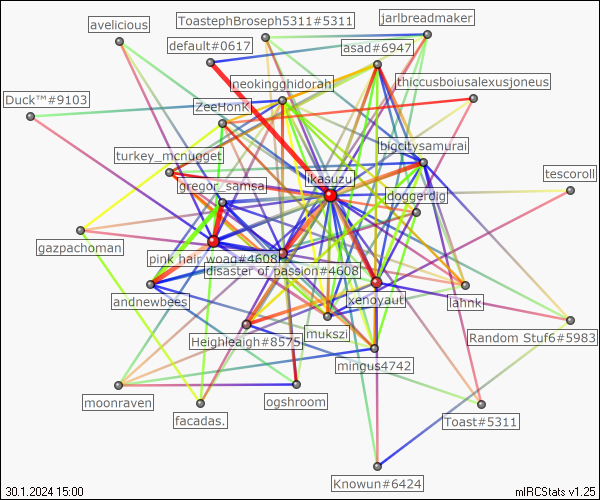 avelicious
ToastephBroseph5311#5311
jarlbreadmaker
default#0617
asad#6947
neokingghidorah
thiccusboiusalexusjoneus
Duck™#9103
ZeeHonK
bigcitysamurai
turkey_mcnugget
ikasuzu
tescoroll
gregor_samsa
doggerdig
gazpachoman
pink hair woag#4608
disaster of passion#4608
andnewbees
xenoyautl
iahnk
mukszi
Heighleaigh#8575
Random Stuf6#5983
mingus4742
moonraven
ogshroom
facadas.
Toast#5311
Knowun#6424
30.1.2024 15:00
mIRCStats v1.25